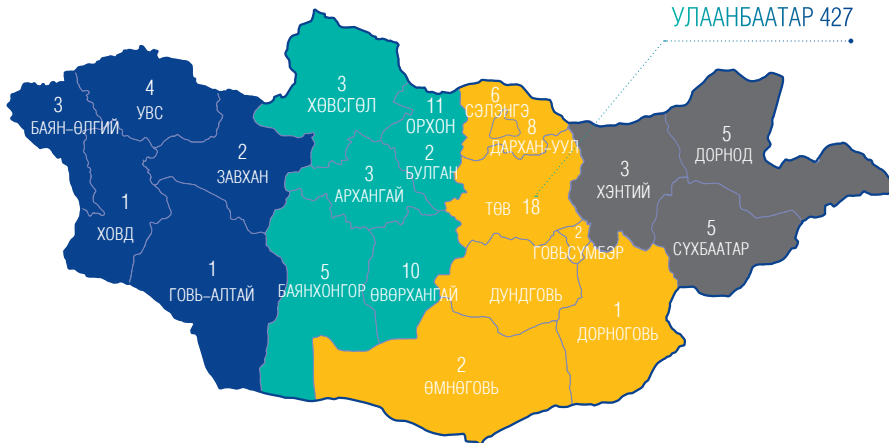 УЛААНБААТАР 427
3
БАЯН-ӨЛГИЙ
4
УВС
2
ЗАВХАН
1
ХОВД
1
ГОВЬ-АЛТАЙ
3
ХӨВСГӨЛ
11
ОРХОН
2
БУЛГАН
3
АРХАНГАЙ
5
БАЯНХОНГОР
10
ӨВӨРХАНГАЙ
6
СЭЛЭНГЭ
8
ДАРХАН-УУЛ
ТӨВ 18
2
ГОВЬСҮМБЭР
ДУНДГОВЬ
1
ДОРНОГОВЬ
2
ӨМНӨГОВЬ
3
ХЭНТИЙ
5
ДОРНОД
5
СҮХБААТАР